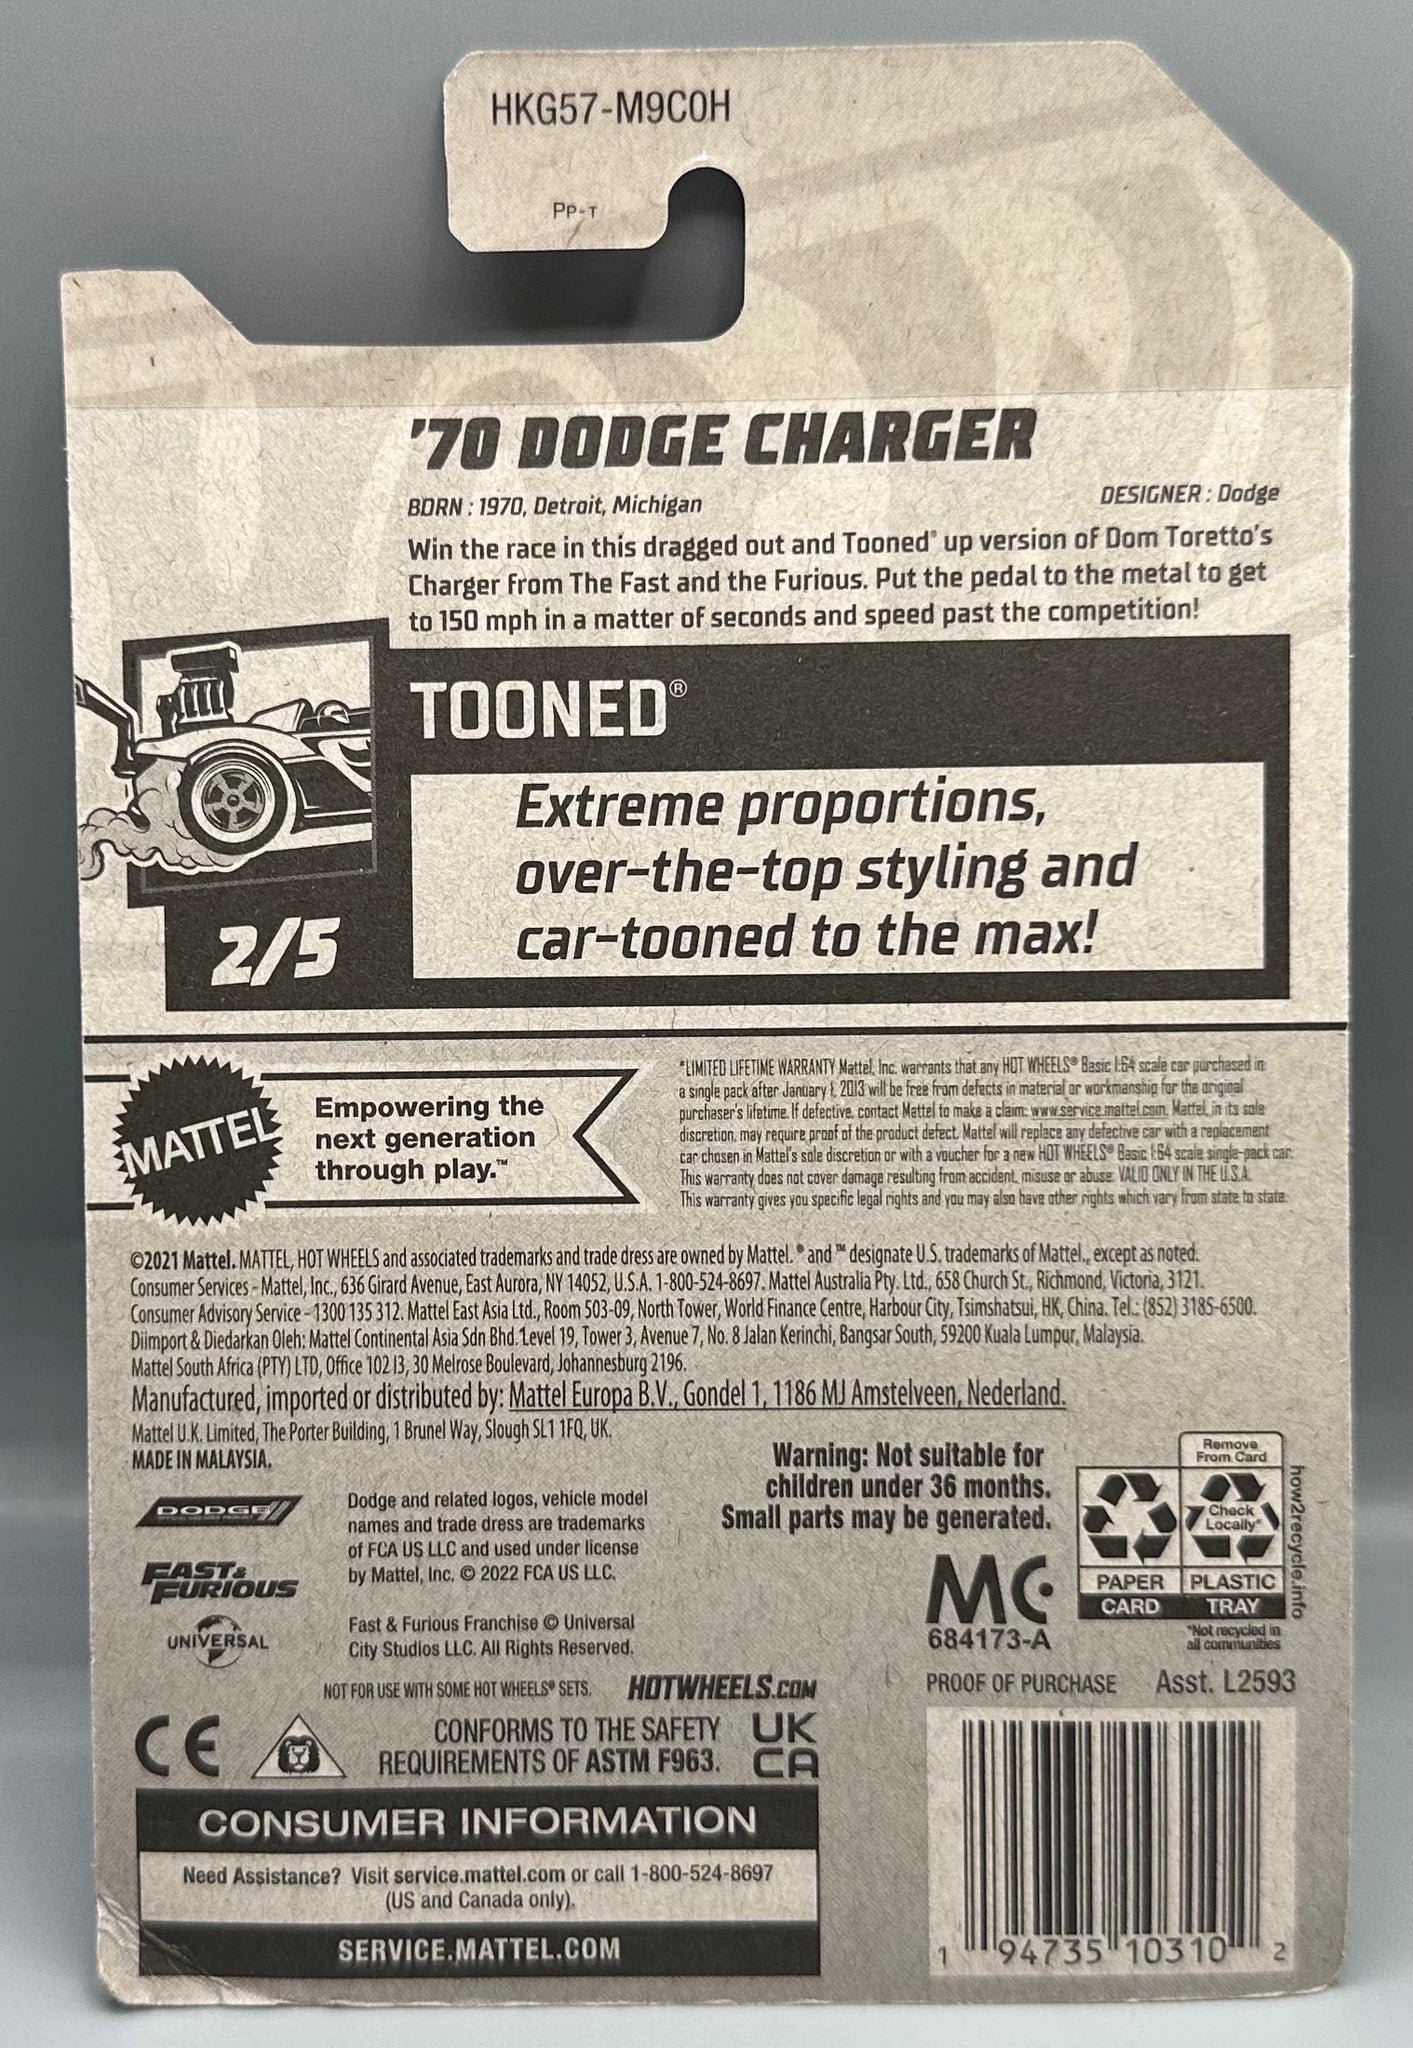 HKG57-M9C0H
PP-T
'70 DODGE CHARGER
BORN : 1970, Detroit, Michigan
DESIGNER : Dodge
Win the race in this dragged out and Tooned® up version of Dom Toretto's
Charger from The Fast and the Furious. Put the pedal to the metal to get
to 150 mph in a matter of seconds and speed past the competition!
TOONED®
Extreme proportions,
over-the-top styling and
car-tooned to the max!
2/5
MATTEL
Empowering the
next generation
through play.™
*LIMITED LIFETIME WARRANTY Mattel, Inc. warrants that any HOT WHEELS® Basic 1:64 scale car purchased in
a single pack after January 1, 2013 will be free from defects in material or workmanship for the original
purchaser's lifetime. If defective, contact Mattel to make a claim: www.service.mattel.com. Mattel, in its sole
discretion, may require proof of the product defect. Mattel will replace any defective car with a replacement
car chosen in Mattel's sole discretion or with a voucher for a new HOT WHEELS® Basic 1:64 scale single-pack car.
This warranty does not cover damage resulting from accident, misuse or abuse. VALID ONLY IN THE U.S.A.
This warranty gives you specific legal rights and you may also have other rights which vary from state to state.
©2021 Mattel. MATTEL, HOT WHEELS and associated trademarks and trade dress are owned by Mattel. ® and ™ designate U.S. trademarks of Mattel., except as noted.
Consumer Services - Mattel, Inc., 636 Girard Avenue, East Aurora, NY 14052, U.S.A. 1-800-524-8697. Mattel Australia Pty. Ltd., 658 Church St., Richmond, Victoria, 3121.
Consumer Advisory Service - 1300 135 312. Mattel East Asia Ltd., Room 503-09, North Tower, World Finance Centre, Harbour City, Tsimshatsui, HK, China. Tel.: (852) 3185-6500.
Diimport & Diedarkan Oleh: Mattel Continental Asia Sdn Bhd. Level 19, Tower 3, Avenue 7, No. 8 Jalan Kerinchi, Bangsar South, 59200 Kuala Lumpur, Malaysia.
Mattel South Africa (PTY) LTD, Office 102 I3, 30 Melrose Boulevard, Johannesburg 2196.
Manufactured, imported or distributed by: Mattel Europa B.V., Gondel 1, 1186 MJ Amstelveen, Nederland.
Mattel U.K. Limited, The Porter Building, 1 Brunel Way, Slough SL1 1FQ, UK.
MADE IN MALAYSIA.
Warning: Not suitable for
children under 36 months.
Small parts may be generated.
Remove
From Card
Check
Locally*
PAPER
PLASTIC
CARD
TRAY
*Not recycled in
all communities
how2recycle.info
DODGE
Dodge and related logos, vehicle model
names and trade dress are trademarks
of FCA US LLC and used under license
by Mattel, Inc. © 2022 FCA US LLC.
FAST &
FURIOUS
UNIVERSAL
Fast & Furious Franchise © Universal
City Studios LLC. All Rights Reserved.
MC
684173-A
NOT FOR USE WITH SOME HOT WHEELS® SETS.
HOTWHEELS.COM
PROOF OF PURCHASE
Asst. L2593
CE
CONFORMS TO THE SAFETY
REQUIREMENTS OF ASTM F963.
UK
CA
CONSUMER INFORMATION
Need Assistance? Visit service.mattel.com or call 1-800-524-8697
(US and Canada only).
SERVICE.MATTEL.COM
1 94735 10310 2